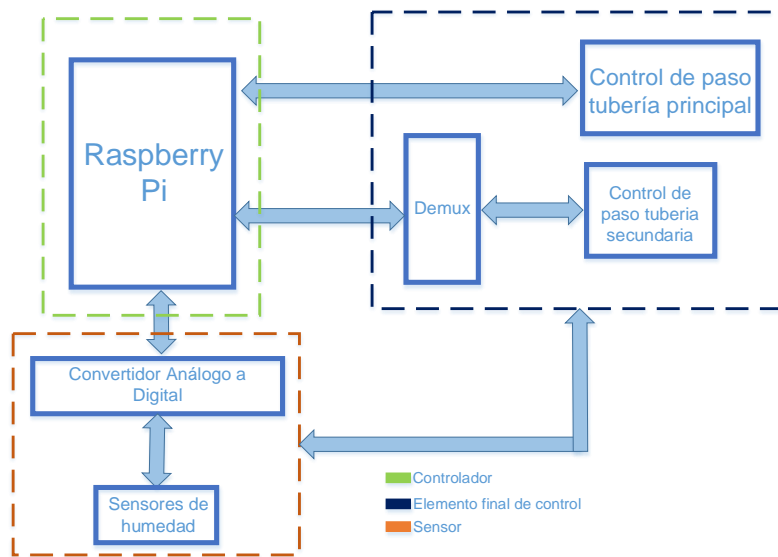 Raspberry
Pi
Control de paso
tubería principal
Demux
Control de
paso tuberia
secundaria
Convertidor Análogo a
Digital
Sensores de
humedad
Controlador
Elemento final de control
Sensor